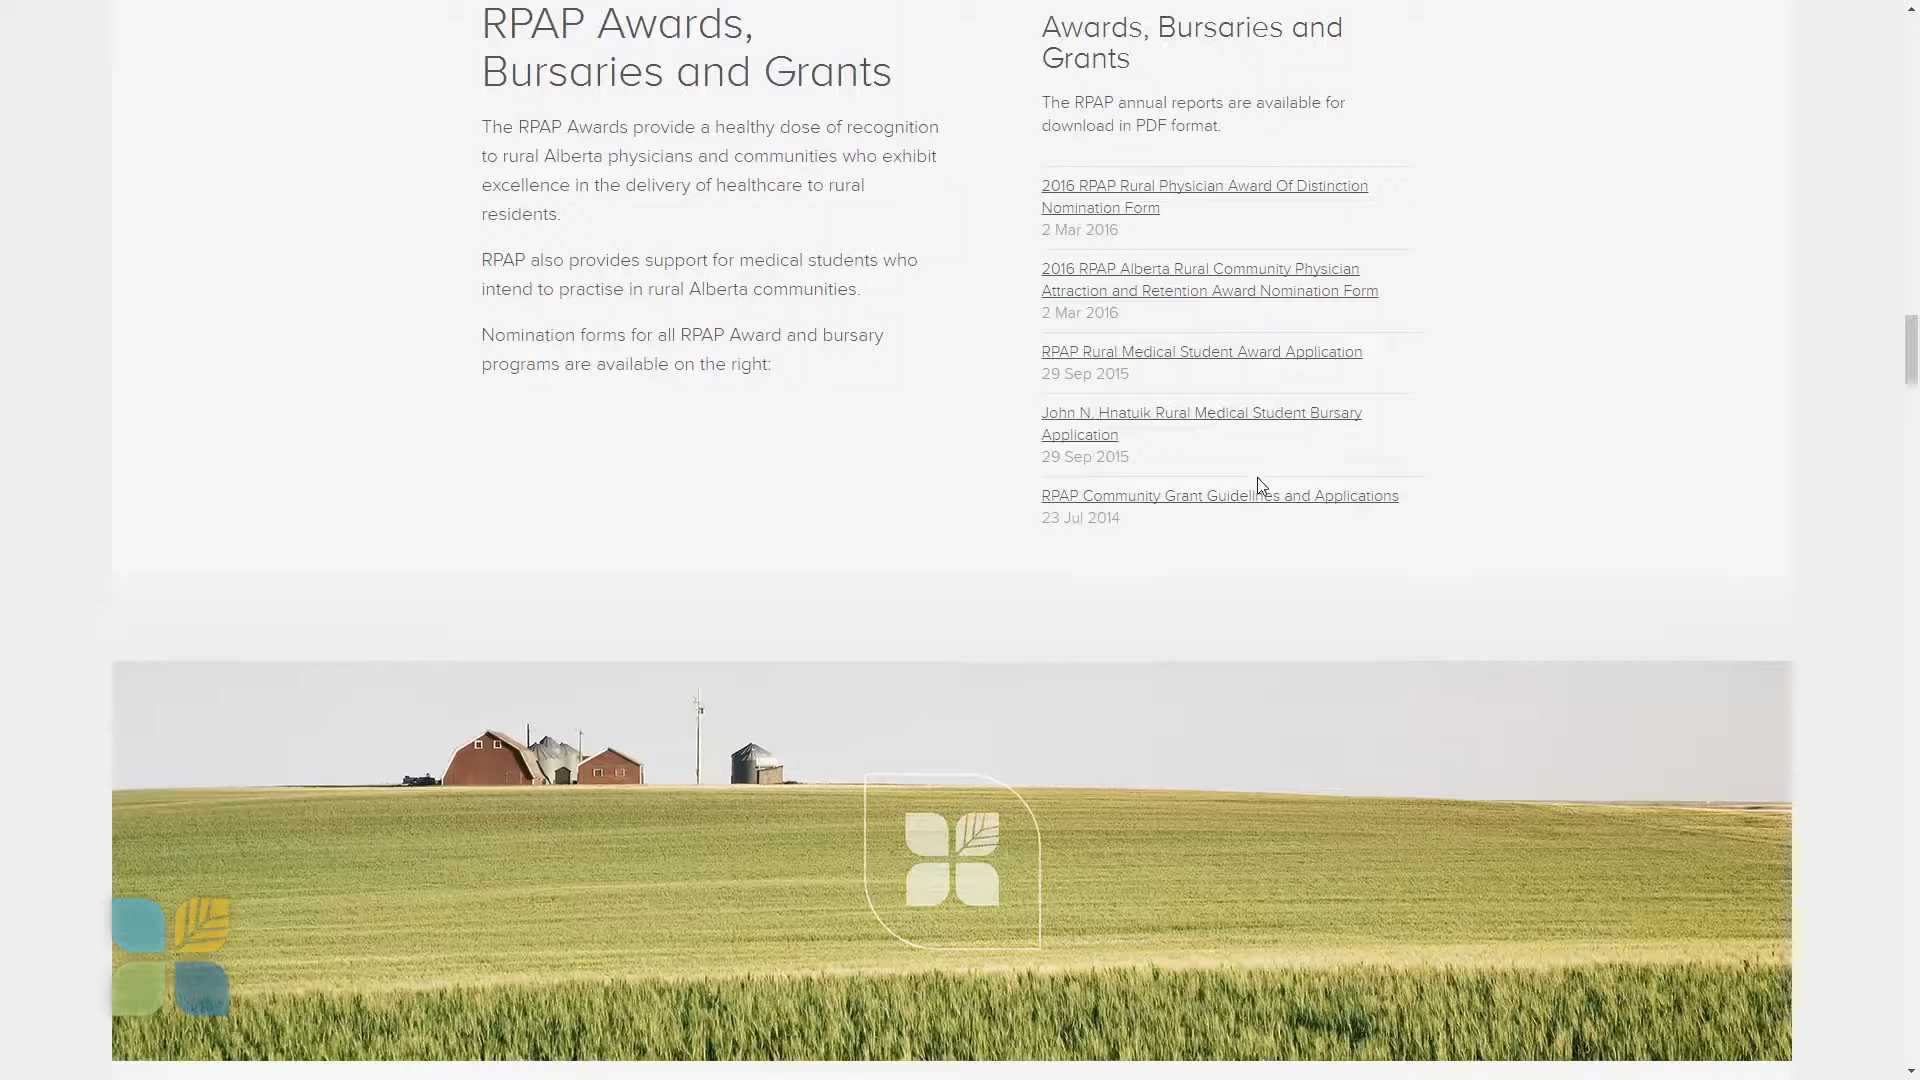 RPAP Awards,
Bursaries and Grants
The RPAP Awards provide a healthy dose of recognition
to rural Alberta physicians and communities who exhibit
excellence in the delivery of healthcare to rural
residents.
RPAP also provides support for medical students who
intend to practise in rural Alberta communities.
Nomination forms for all RPAP Award and bursary
programs are available on the right:
Awards, Bursaries and
Grants
The RPAP annual reports are available for
download in PDF format.
2016 RPAP Rural Physician Award Of Distinction
Nomination Form
2 Mar 2016
2016 RPAP Alberta Rural Community Physician
Attraction and Retention Award Nomination Form
2 Mar 2016
RPAP Rural Medical Student Award Application
29 Sep 2015
John N. Hnatuik Rural Medical Student Bursary
Application
29 Sep 2015
RPAP Community Grant Guidelines and Applications
23 Jul 2014